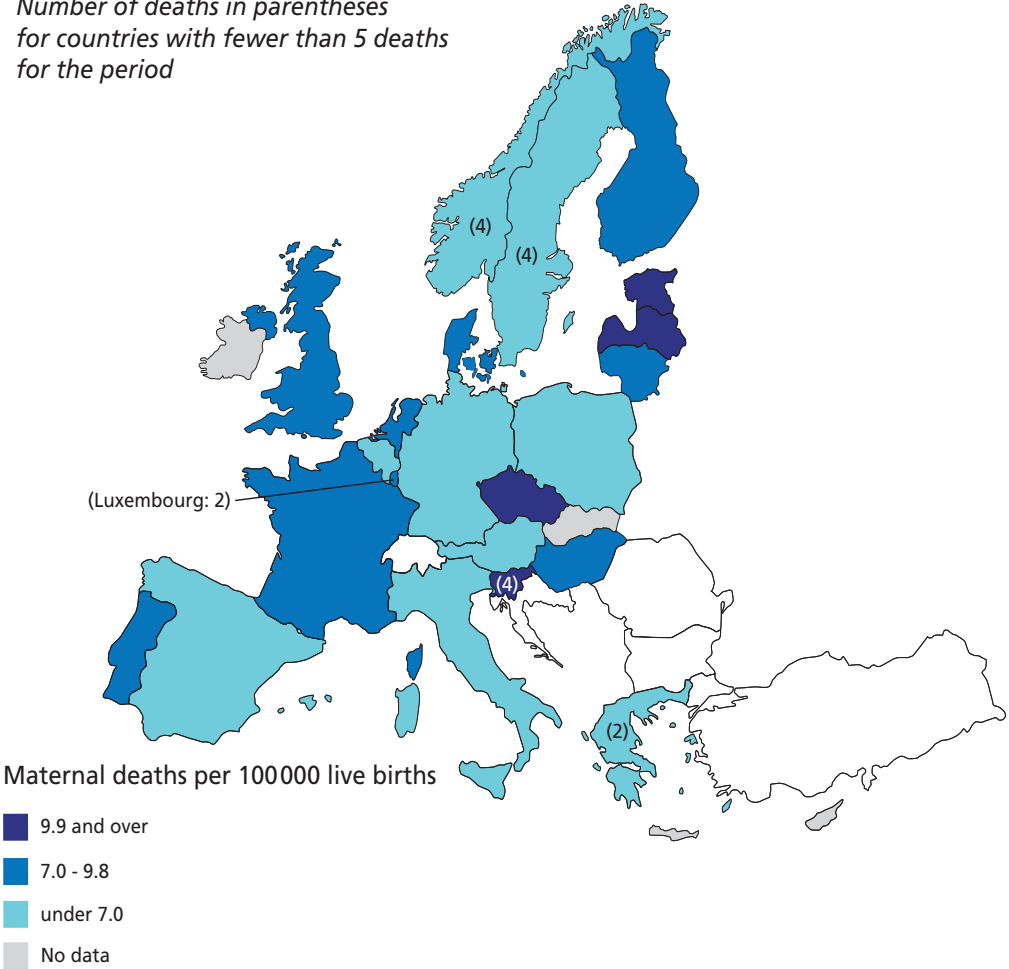 Number of deaths in parentheses
for countries with fewer than 5 deaths
for the period
(4)
(4)
(Luxembourg: 2)
(4)
(2)
Maternal deaths per 100 000 live births
9.9 and over
7.0 - 9.8
under 7.0
No data